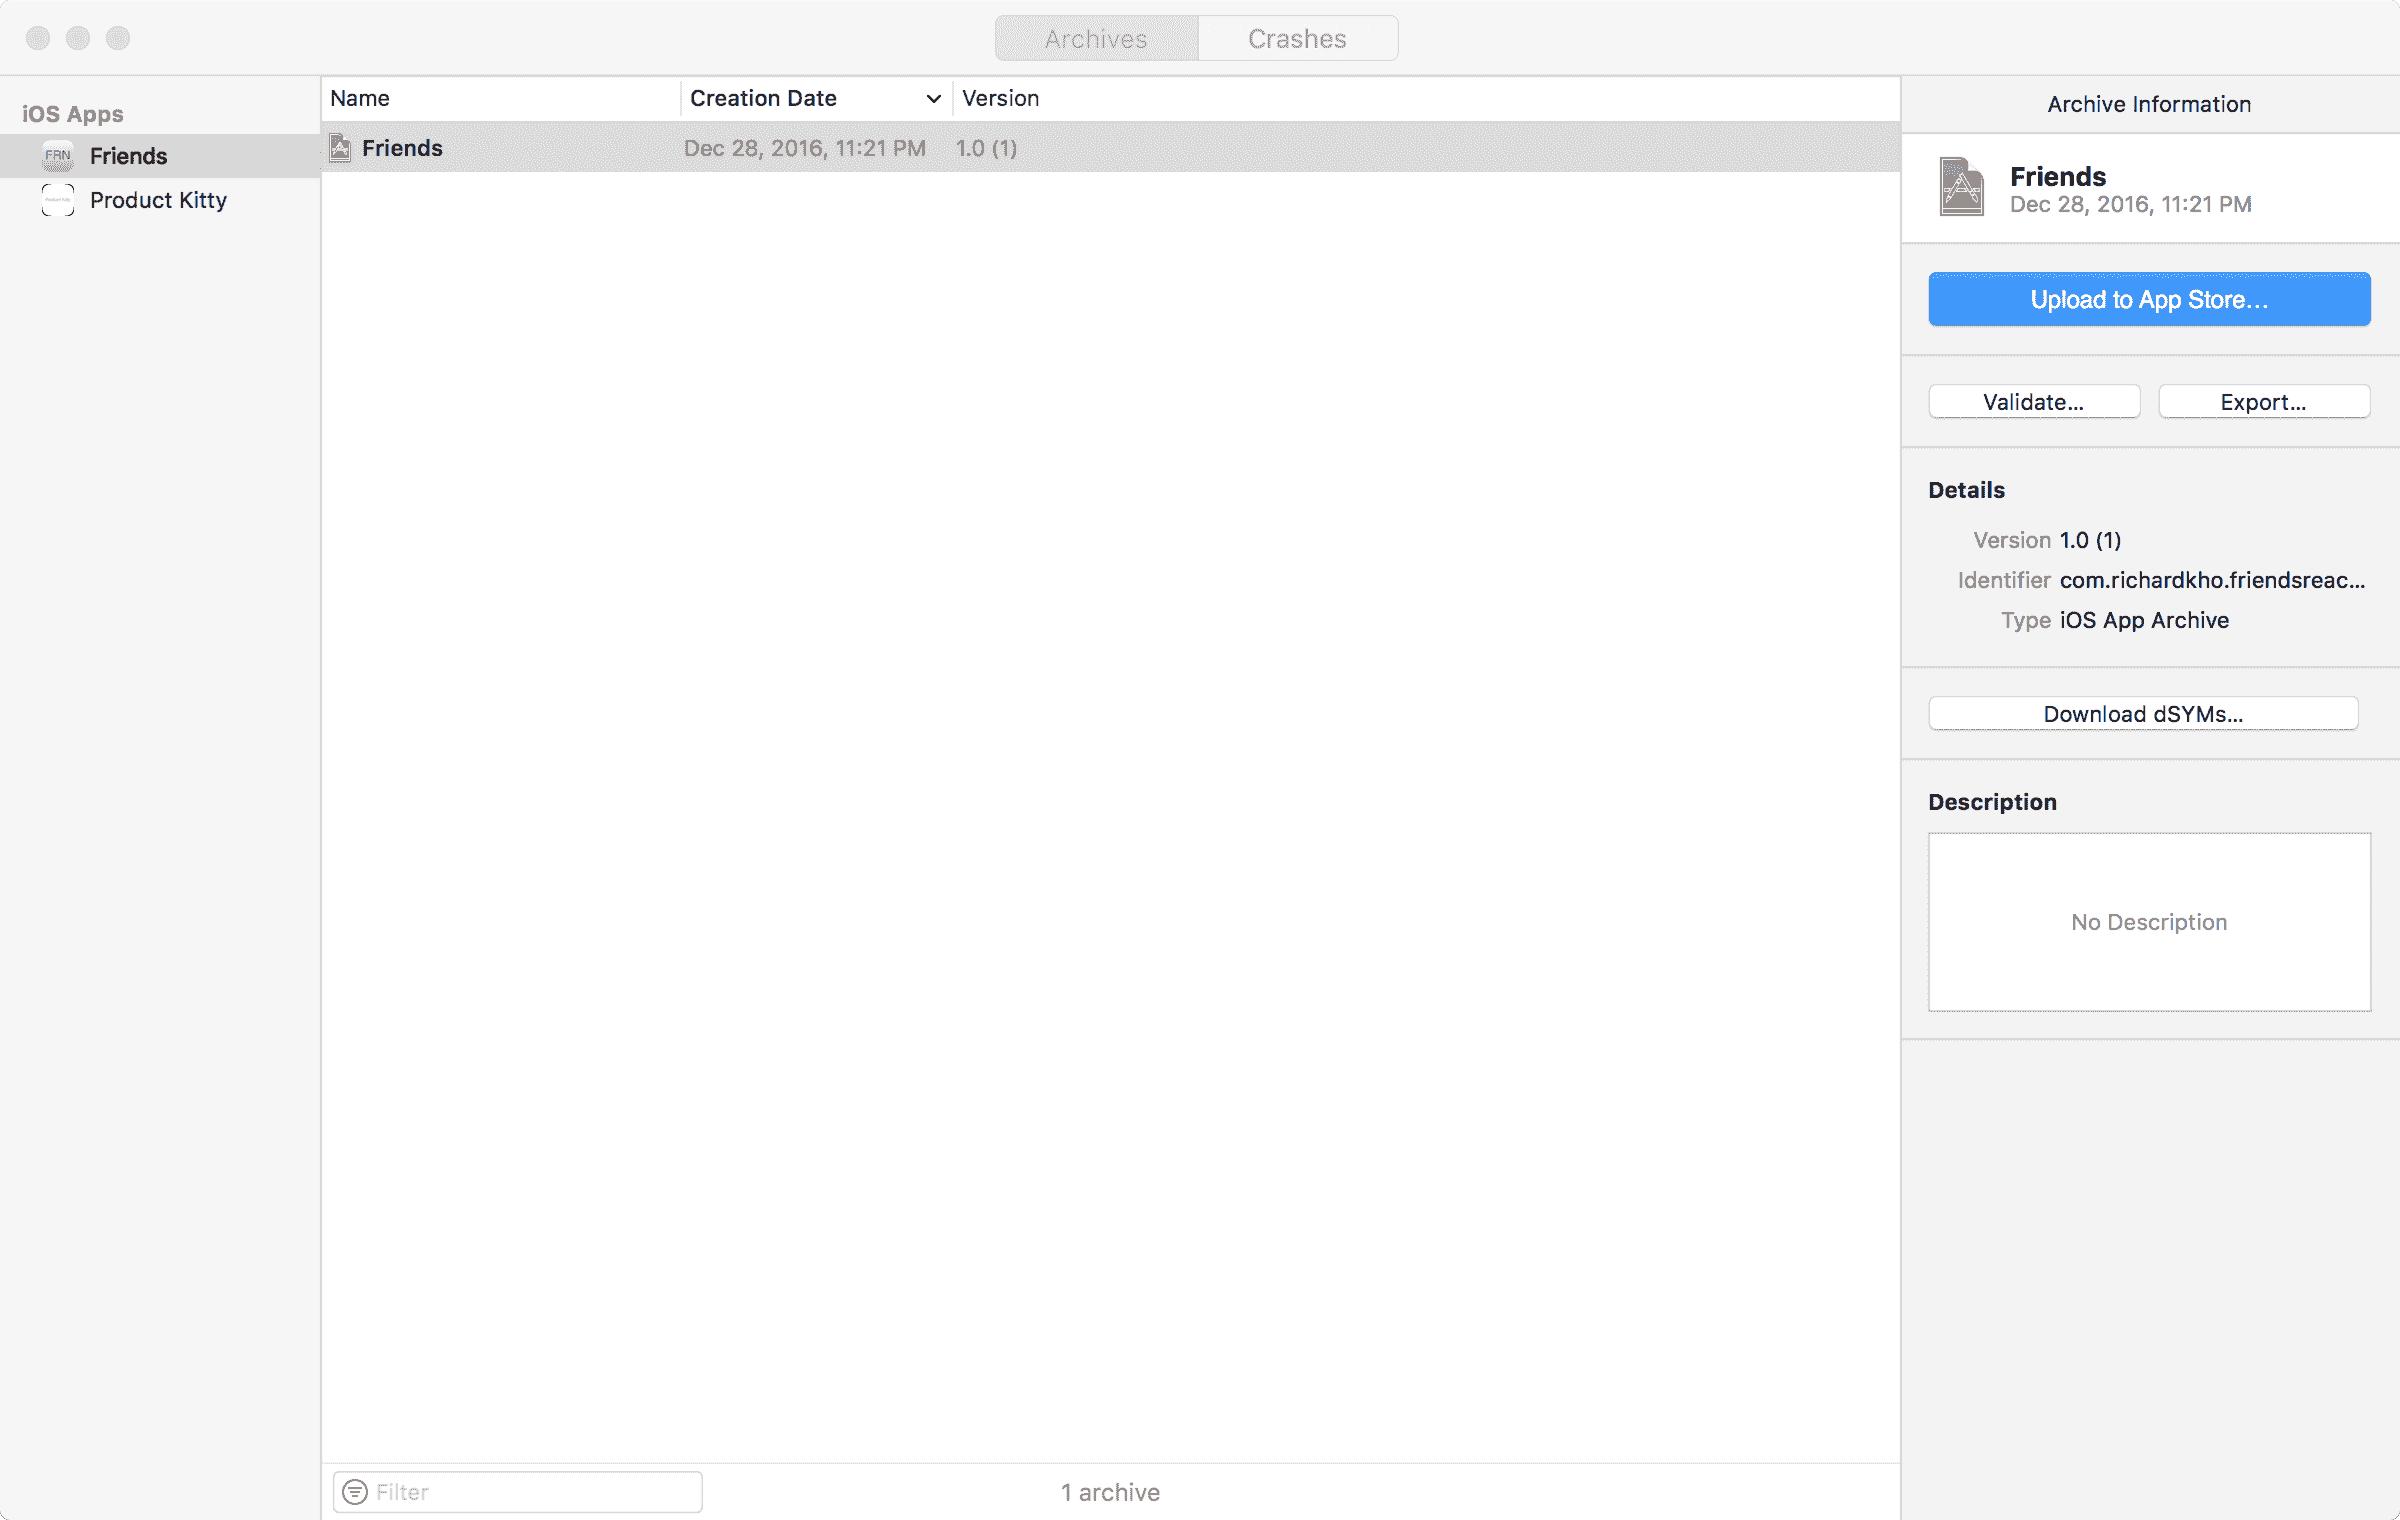 Archives Crashes
iOS Apps
FRN Friends
Product Kitty
Name Creation Date Version
Friends Dec 28, 2016, 11:21 PM 1.0 (1)
Filter
1 archive
Archive Information
Friends
Dec 28, 2016, 11:21 PM
Upload to App Store...
Validate... Export...
Details
Version 1.0 (1)
Identifier com.richardkho.friendsreac...
Type iOS App Archive
Download dSYMs...
Description
No Description